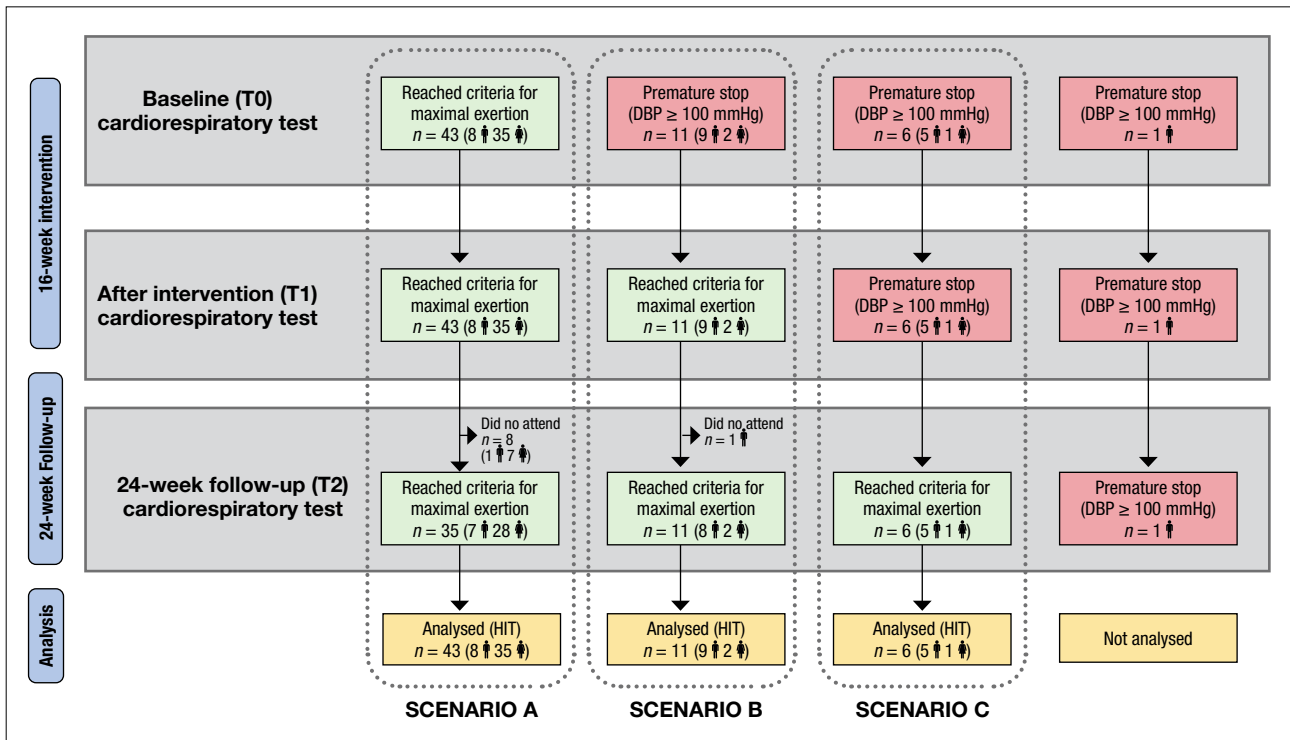 16-week intervention
Baseline (T0)
cardiorespiratory test
Reached criteria for
maximal exertion
n = 43 (8 35)
Premature stop
(DBP ≥ 100 mmHg)
n = 11 (9 2)
Premature stop
(DBP ≥ 100 mmHg)
n = 6 (5 1)
Premature stop
(DBP ≥ 100 mmHg)
n = 1
After intervention (T1)
cardiorespiratory test
Reached criteria for
maximal exertion
n = 43 (8 35)
Reached criteria for
maximal exertion
n = 11 (9 2)
Premature stop
(DBP ≥ 100 mmHg)
n = 6 (5 1)
Premature stop
(DBP ≥ 100 mmHg)
n = 1
24-week Follow-up
Did no attend
n = 8
(1 7)
Did no attend
n = 1
24-week follow-up (T2)
cardiorespiratory test
Reached criteria for
maximal exertion
n = 35 (7 28)
Reached criteria for
maximal exertion
n = 11 (8 2)
Reached criteria for
maximal exertion
n = 6 (5 1)
Premature stop
(DBP ≥ 100 mmHg)
n = 1
Analysis
Analysed (HIT)
n = 43 (8 35)
Analysed (HIT)
n = 11 (9 2)
Analysed (HIT)
n = 6 (5 1)
Not analysed
SCENARIO A
SCENARIO B
SCENARIO C